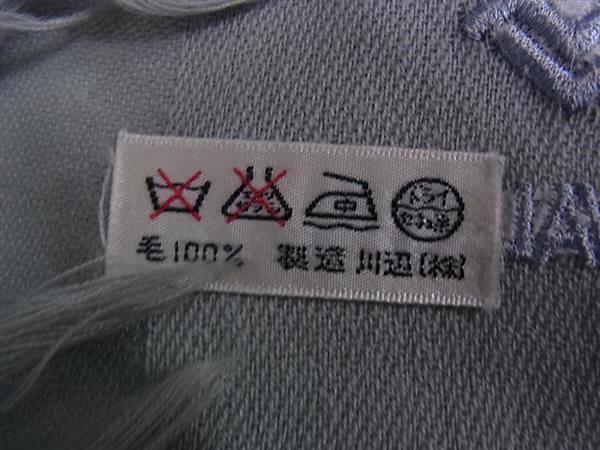 中 ドライ
毛100% 製造 川辺(株)